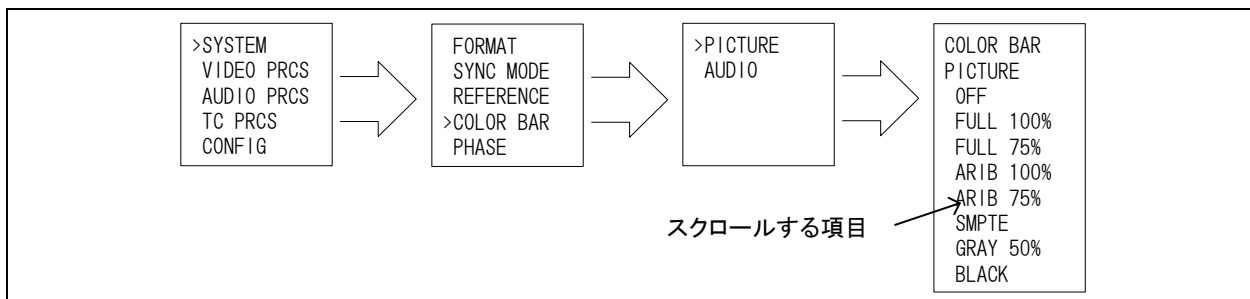 >SYSTEM
VIDEO PRCS
AUDIO PRCS
TC PRCS
CONFIG
FORMAT
SYNC MODE
REFERENCE
>COLOR BAR
PHASE
>PICTURE
AUDIO
COLOR BAR
PICTURE
OFF
FULL 100%
FULL 75%
ARIB 100%
ARIB 75%
SMPTE
GRAY 50%
BLACK
スクロールする項目